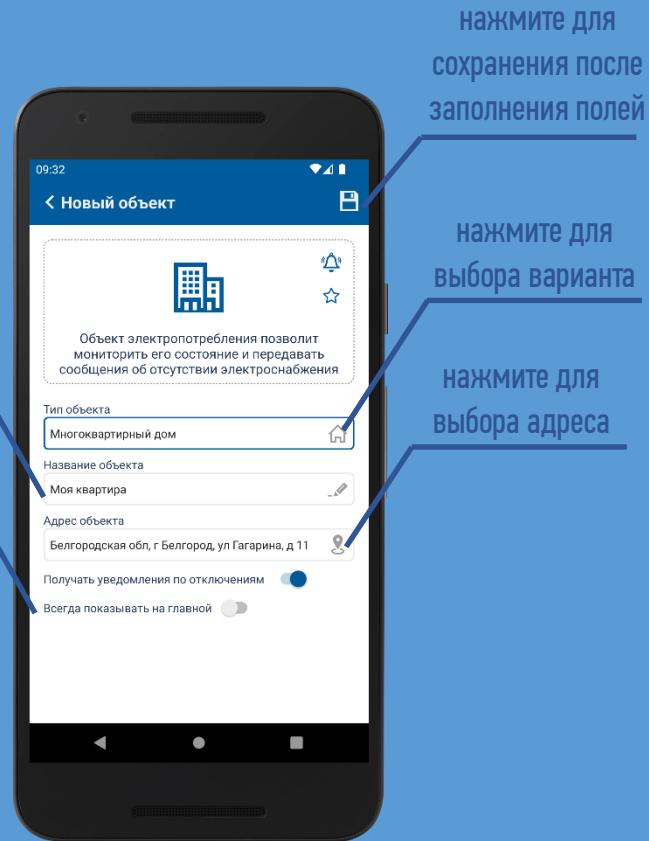 нажмите для
сохранения после
заполнения полей
09:32
Новый объект
нажмите для
выбора варианта
Объект электропотребления позволит
мониторить его состояние и передавать
сообщения об отсутствии электроснабжения
нажмите для
выбора адреса
Тип объекта
Многоквартирный дом
Название объекта
Моя квартира
Адрес объекта
Белгородская обл, г Белгород, ул Гагарина, д 11
Получать уведомления по отключениям
Всегда показывать на главной